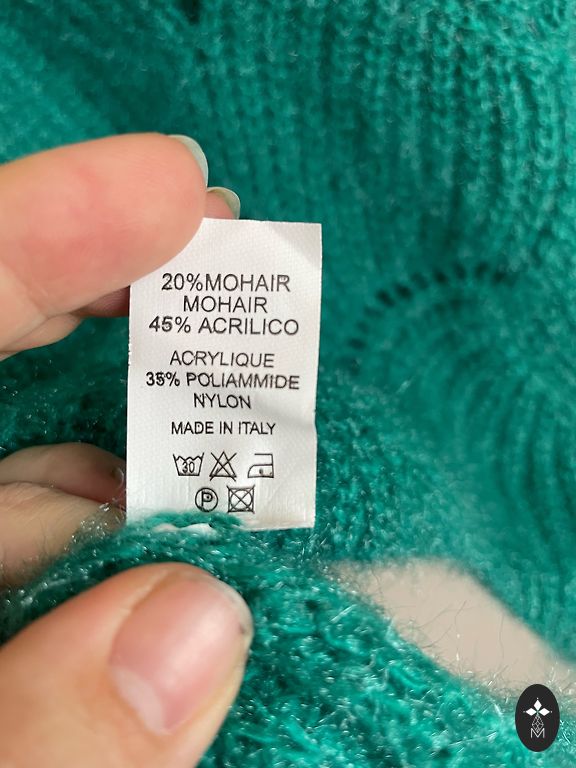 20%MOHAIR
MOHAIR
45% ACRILICO
ACRYLIQUE
35% POLIAMMIDE
NYLON
MADE IN ITALY
30
P
M